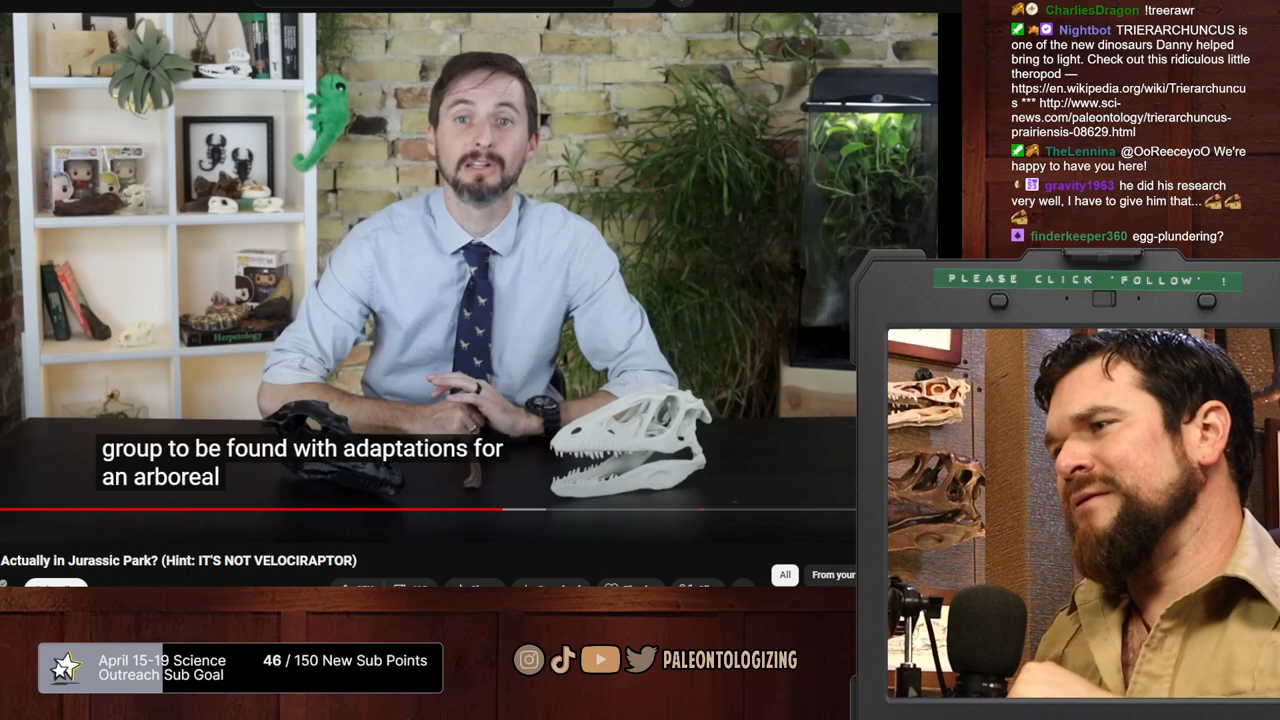 CharliesDragon !treerawr
Nightbot TRIERARCHUNCUS is
one of the new dinosaurs Danny helped
bring to light. Check out this ridiculous little
theropod —
https://en.wikipedia.org/wiki/Trierarchuncu
s *** http://www.sci-
news.com/paleontology/trierarchuncus-
prairiensis-08629.html
TheLennina @OoReeceyoO We're
happy to have you here!
gravity1963 he did his research
very well, I have to give him that...
finderkeeper360 egg-plundering?
PLEASE CLICK 'FOLLOW' !
Herpetology
group to be found with adaptations for
an arboreal
Actually in Jurassic Park? (Hint: IT'S NOT VELOCIRAPTOR)
All
From your
April 15-19 Science
Outreach Sub Goal
46 / 150 New Sub Points
PALEONTOLOGIZING